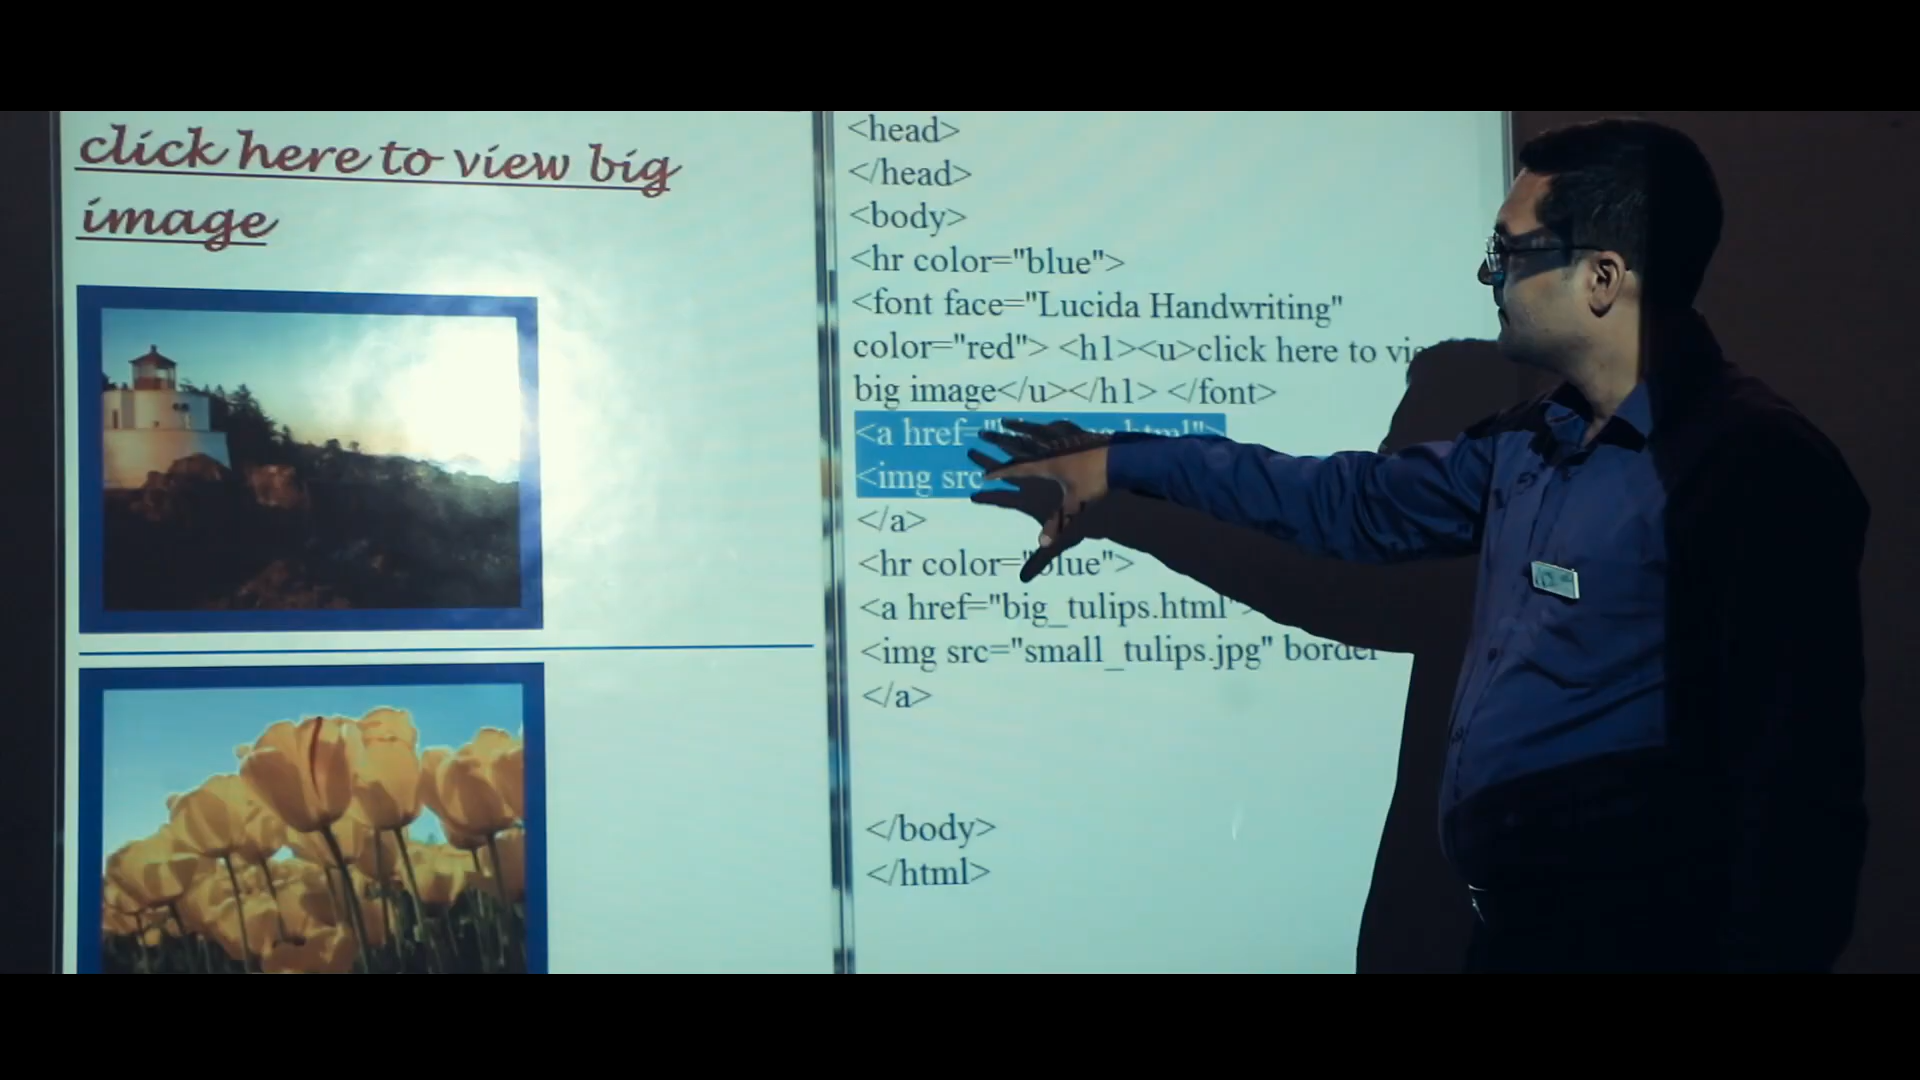 click here to view big
image
<head>
</head>
<body>
<hr color="blue">
<font face="Lucida Handwriting"
color="red"> <h1><u>click here to
big image</u></h1> </font>
<a href=
<img src
</a>
<hr color="blue">
<a href="big_tulips.html">
<img src="small_tulips.jpg" border
</a>
</body>
</html>